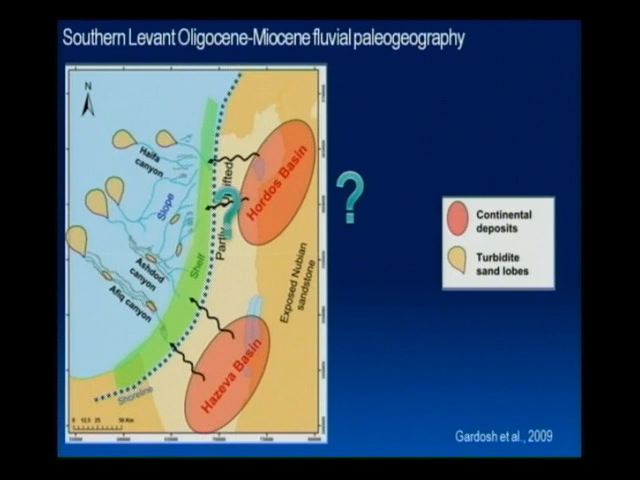 Southern Levant Oligocene-Miocene fluvial paleogeography
N
Haifa
canyon
Slope
Hordos Basin
Partly
?
?
Continental
deposits
Turbidite
sand lobes
Exposed Nubian
sandstone
Shelf
Ashdod
canyon
Afiq canyon
Hazeva Basin
Shoreline
0 12.5 25 50 Km
Gardosh et al., 2009